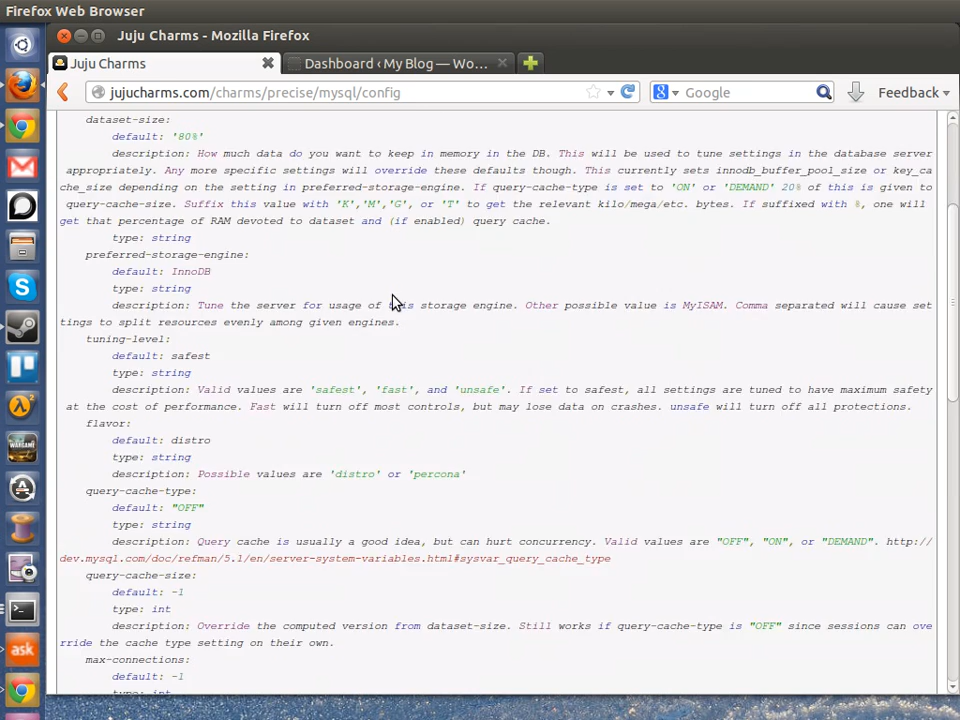 Firefox Web Browser
Juju Charms - Mozilla Firefox
Juju Charms
Dashboard ‹ My Blog — Wo...
jujucharms.com/charms/precise/mysql/config
Google
Feedback
dataset-size:
default: '80%'
description: How much data do you want to keep in memory in the DB. This will be used to tune settings in the database server
appropriately. Any more specific settings will override these defaults though. This currently sets innodb_buffer_pool_size or key_ca
che_size depending on the setting in preferred-storage-engine. If query-cache-type is set to 'ON' or 'DEMAND' 20% of this is given to
query-cache-size. Suffix this value with 'K','M','G', or 'T' to get the relevant kilo/mega/etc. bytes. If suffixed with %, one will
get that percentage of RAM devoted to dataset and (if enabled) query cache.
type: string
preferred-storage-engine:
default: InnoDB
type: string
description: Tune the server for usage of this storage engine. Other possible value is MyISAM. Comma separated will cause set
tings to split resources evenly among given engines.
tuning-level:
default: safest
type: string
description: Valid values are 'safest', 'fast', and 'unsafe'. If set to safest, all settings are tuned to have maximum safety
at the cost of performance. Fast will turn off most controls, but may lose data on crashes. unsafe will turn off all protections.
flavor:
default: distro
type: string
description: Possible values are 'distro' or 'percona'
query-cache-type:
default: "OFF"
type: string
description: Query cache is usually a good idea, but can hurt concurrency. Valid values are "OFF", "ON", or "DEMAND". http://
dev.mysql.com/doc/refman/5.1/en/server-system-variables.html#sysvar_query_cache_type
query-cache-size:
default: -1
type: int
description: Override the computed version from dataset-size. Still works if query-cache-type is "OFF" since sessions can ove
rride the cache type setting on their own.
max-connections:
default: -1
type: int
ask